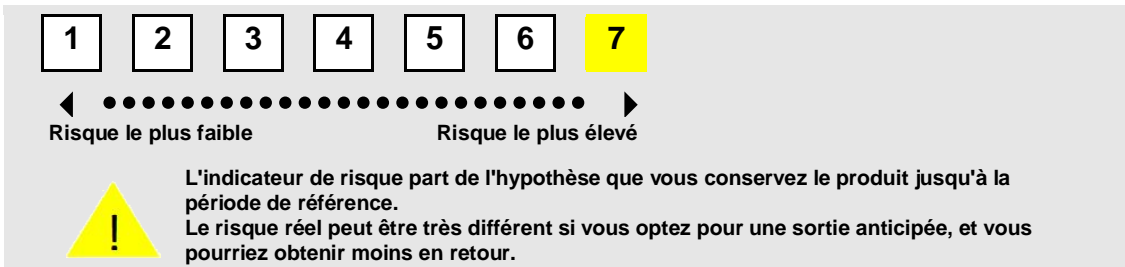 1 2 3 4 5 6 7
Risque le plus faible Risque le plus élevé
L'indicateur de risque part de l'hypothèse que vous conservez le produit jusqu'à la
période de référence.
Le risque réel peut être très différent si vous optez pour une sortie anticipée, et vous
pourriez obtenir moins en retour.
!